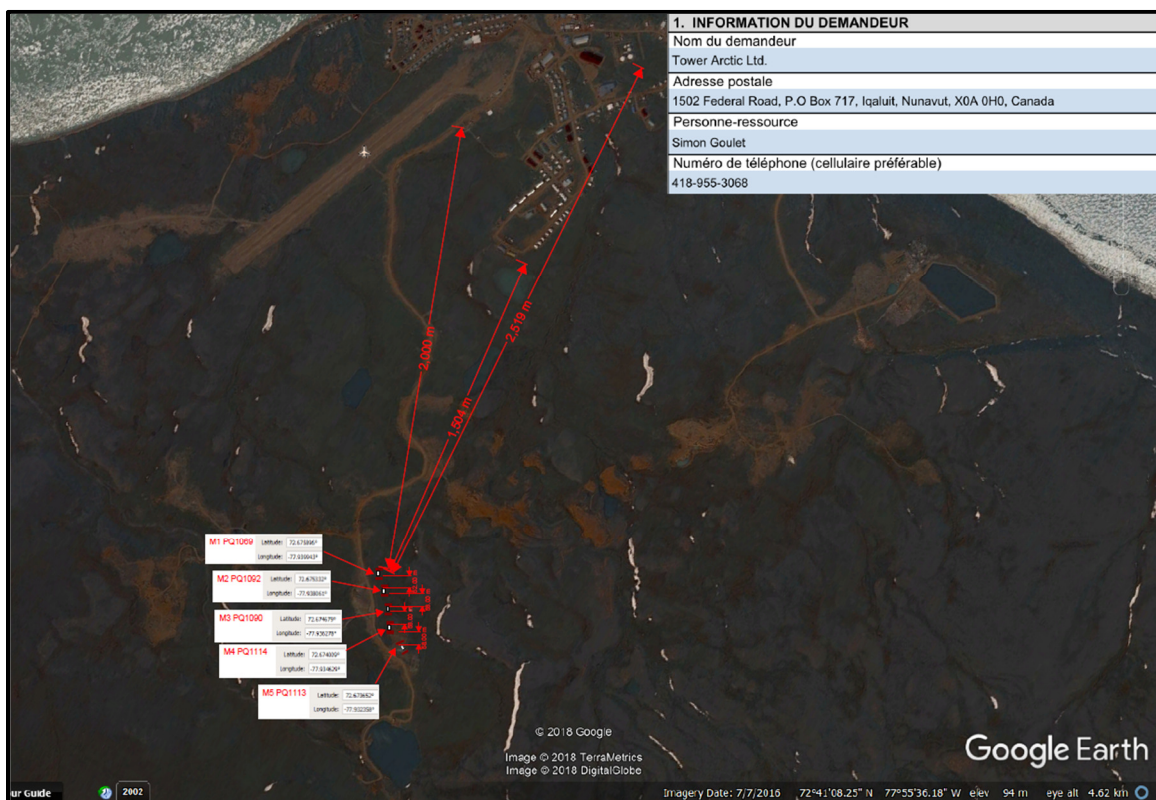 1. INFORMATION DU DEMANDEUR
Nom du demandeur
Tower Arctic Ltd.
Adresse postale
1502 Federal Road, P.O Box 717, Iqaluit, Nunavut, X0A 0H0, Canada
Personne-ressource
Simon Goulet
Numéro de téléphone (cellulaire préférable)
418-955-3068
2,000 m
1,504 m
2,519 m
M1 PQ1069 Latitude:
Longitude:
M2 PQ1092 Latitude:
Longitude:
M3 PQ1090 Latitude:
Longitude:
M4 PQ1114 Latitude:
Longitude:
M5 PQ1113 Latitude:
Longitude:
© 2018 Google
Image © 2018 TerraMetrics
Image © 2018 DigitalGlobe
Google Earth
ur Guide
2002
Imagery Date: 7/7/2016 72°41'08.25" N 77°55'36.18" W elev 94 m eye alt 4.62 km